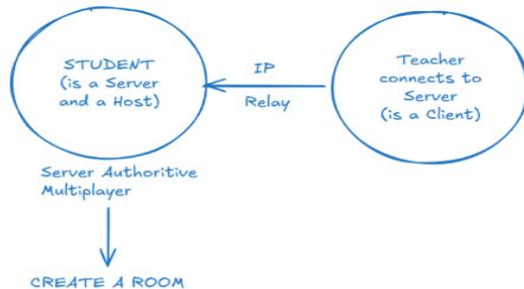 STUDENT
(is a Server
and a Host)
IP
Relay
Teacher
connects to
Server
(is a Client)
Server Authoritive
Multiplayer
CREATE A ROOM